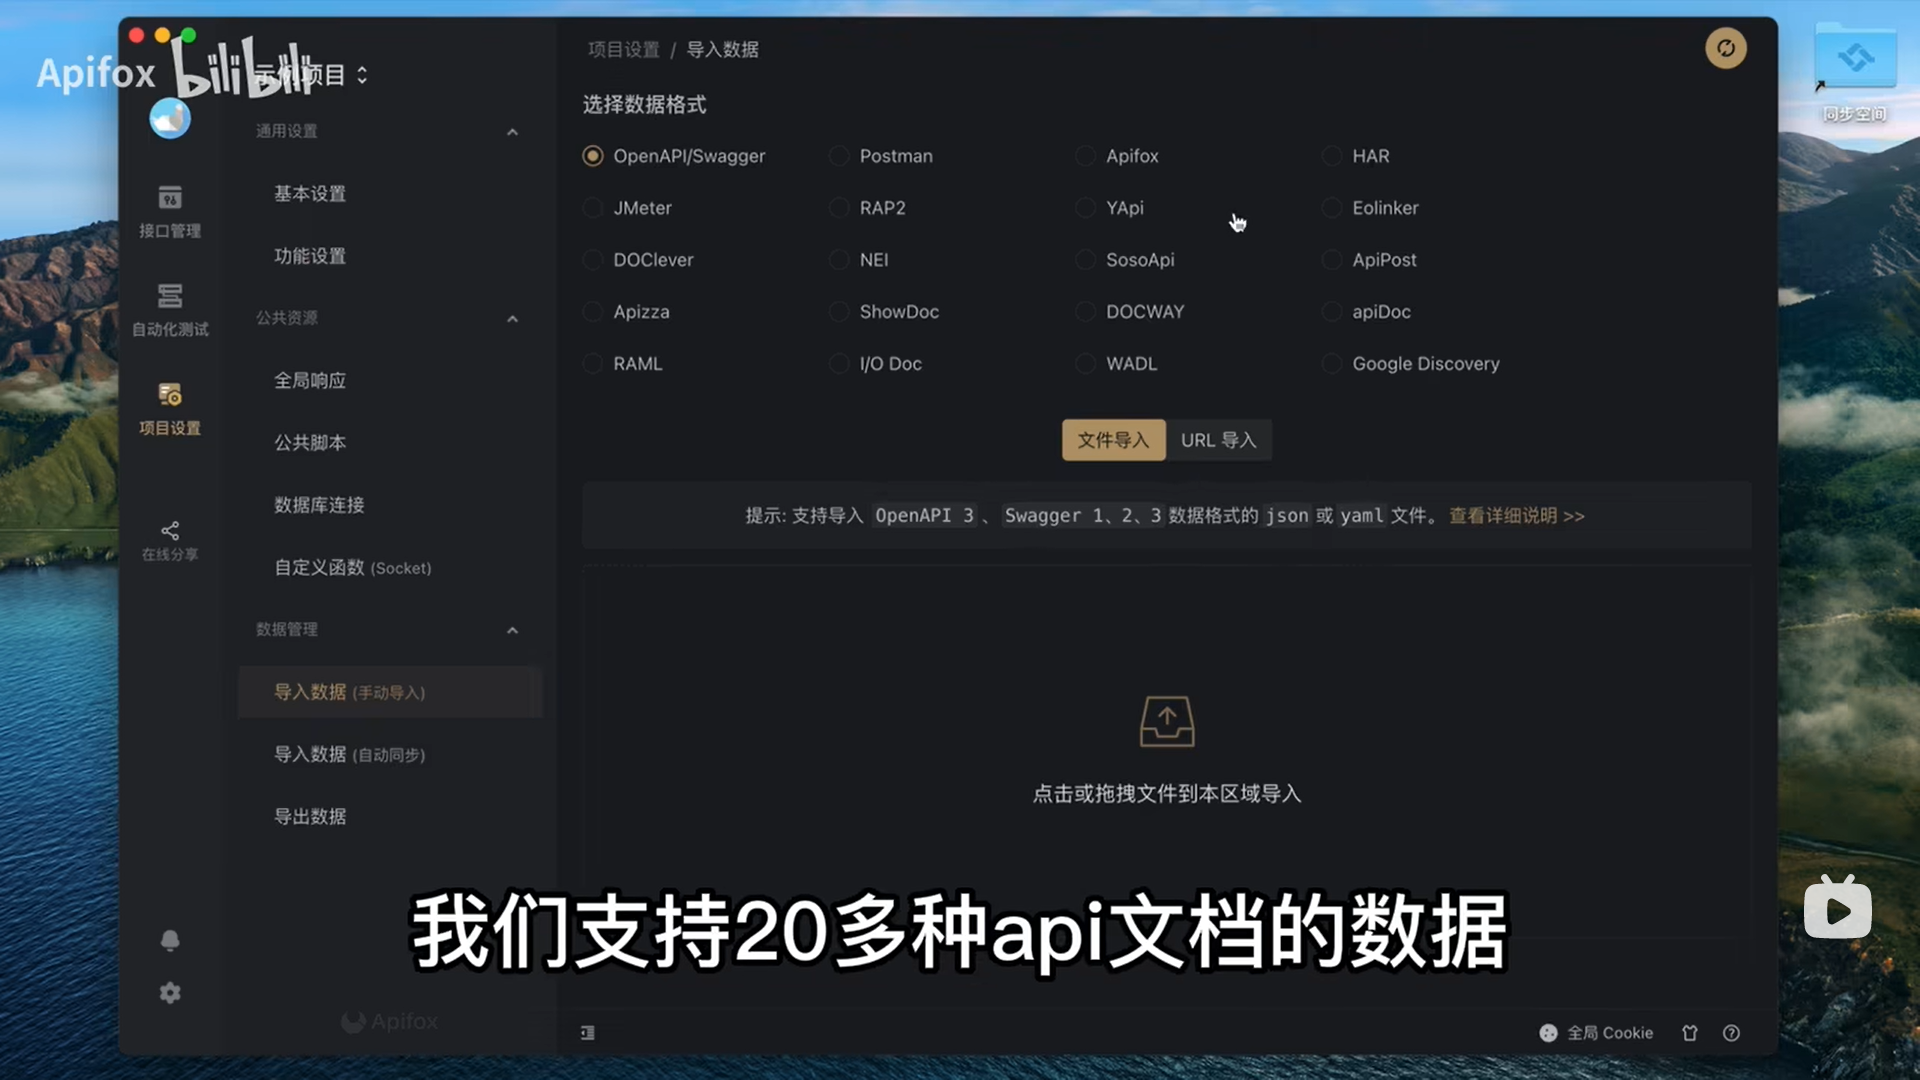 Apifox bilibili
示例项目
同步空间
接口管理
自动化测试
项目设置
在线分享
通用设置
基本设置
功能设置
公共资源
全局响应
公共脚本
数据库连接
自定义函数 (Socket)
数据管理
导入数据 (手动导入)
导入数据 (自动同步)
导出数据
Apifox
项目设置 / 导入数据
选择数据格式
OpenAPI/Swagger Postman Apifox HAR
JMeter RAP2 YApi Eolinker
DOClever NEI SosoApi ApiPost
Apizza ShowDoc DOCWAY apiDoc
RAML I/O Doc WADL Google Discovery
文件导入 URL 导入
提示: 支持导入 OpenAPI 3 、 Swagger 1、2、3 数据格式的 json 或 yaml 文件。 查看详细说明 >>
点击或拖拽文件到本区域导入
我们支持20多种api文档的数据
全局 Cookie